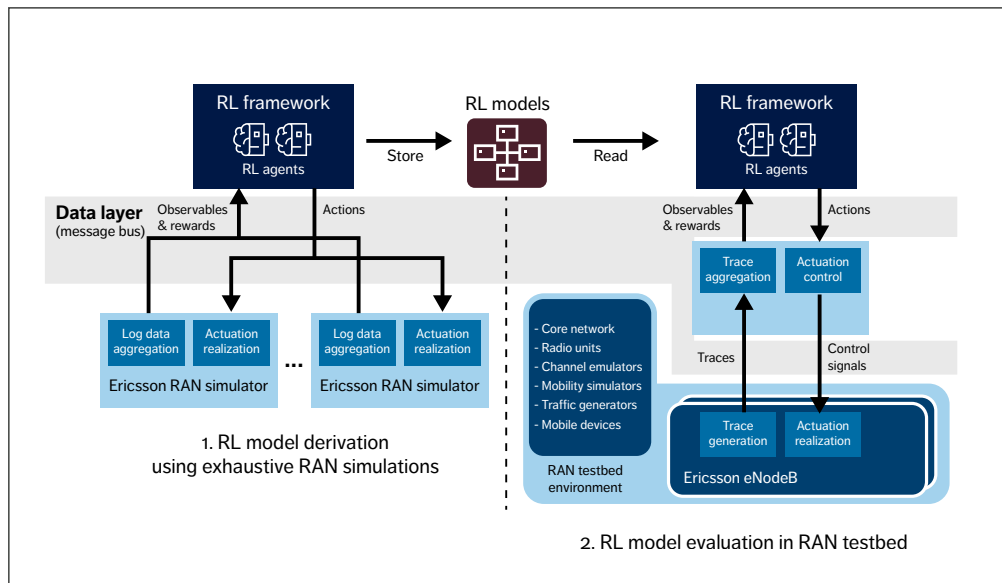 RL framework
RL agents
Store
RL models
Read
RL framework
RL agents
Data layer
(message bus)
Observables
& rewards
Actions
Observables
& rewards
Actions
Trace
aggregation
Actuation
control
Log data
aggregation
Actuation
realization
Ericsson RAN simulator
...
Log data
aggregation
Actuation
realization
Ericsson RAN simulator
- Core network
- Radio units
- Channel emulators
- Mobility simulators
- Traffic generators
- Mobile devices
RAN testbed
environment
Traces
Control
signals
Trace
generation
Actuation
realization
Ericsson eNodeB
1. RL model derivation
using exhaustive RAN simulations
2. RL model evaluation in RAN testbed